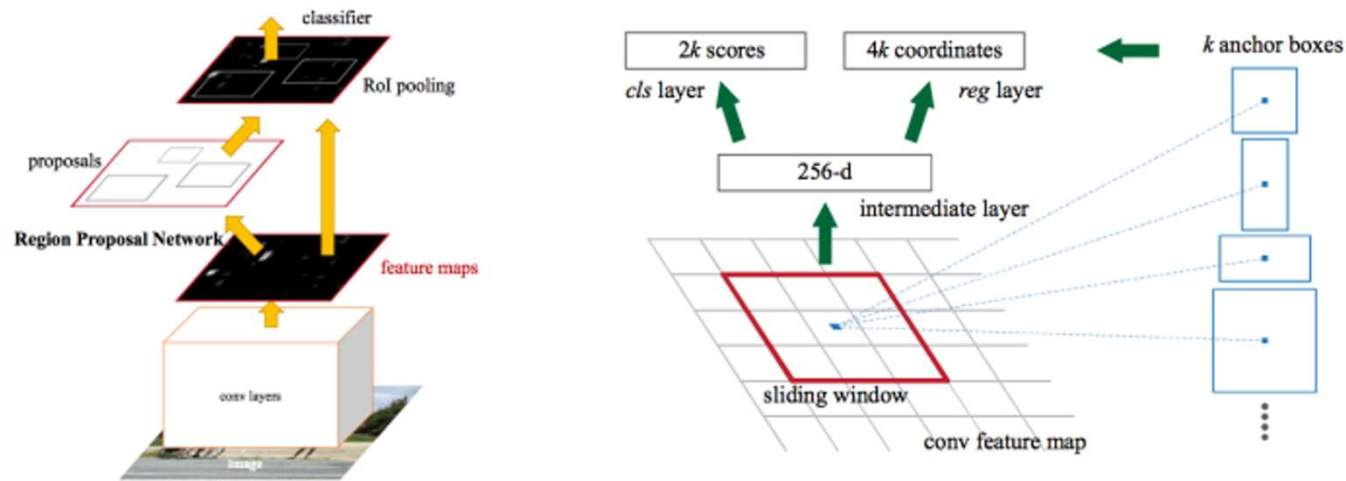 classifier
RoI pooling
proposals
Region Proposal Network
feature maps
conv layers
image
2k scores
4k coordinates
k anchor boxes
cls layer
reg layer
256-d
intermediate layer
sliding window
conv feature map